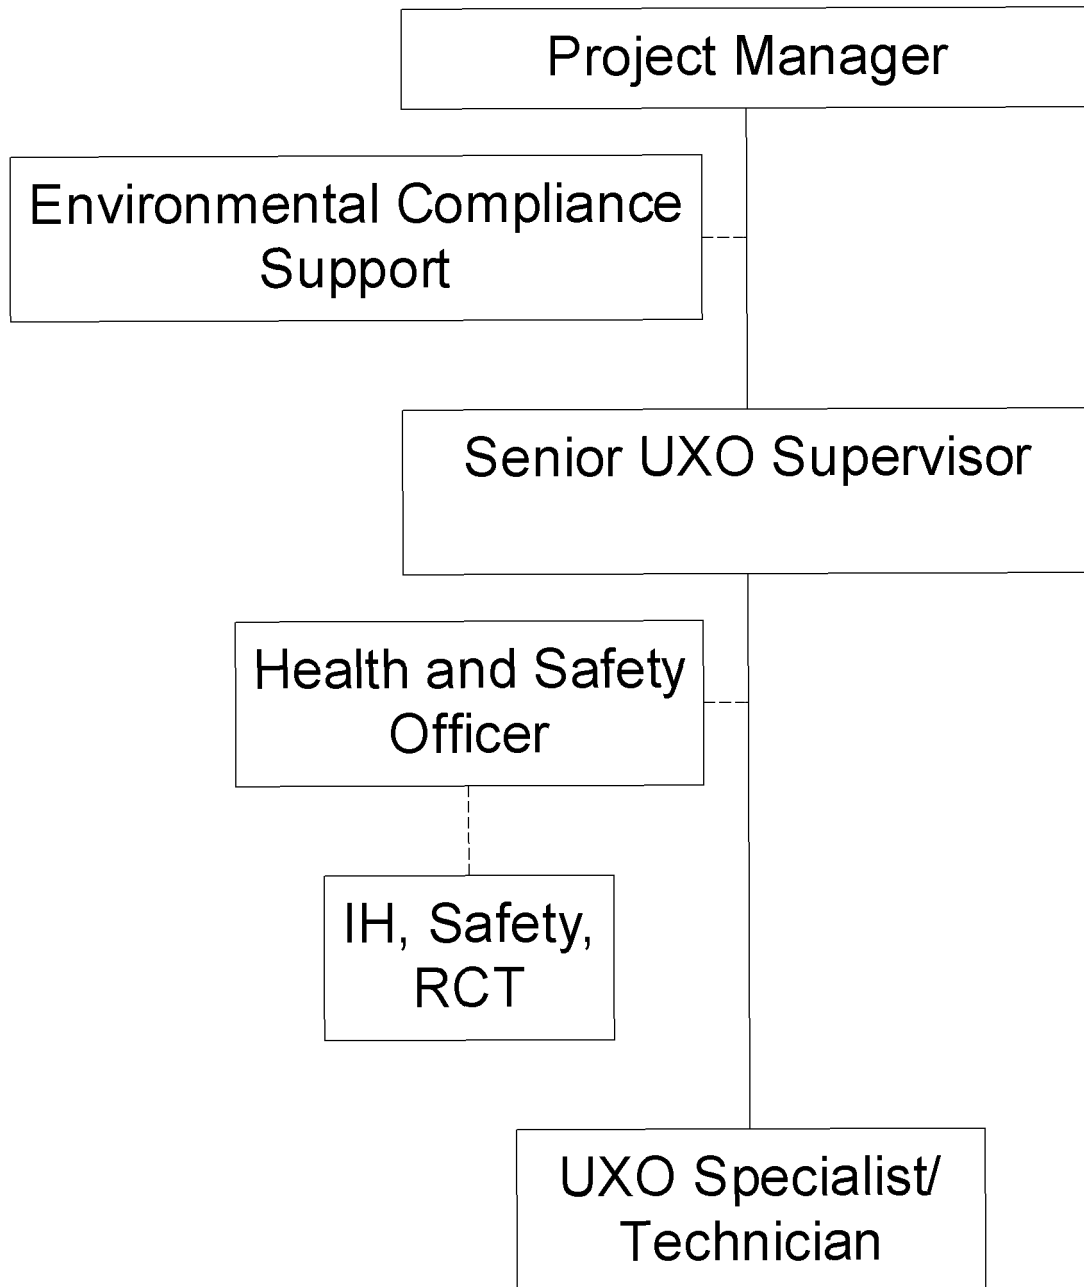 Project Manager
Environmental Compliance
Support
Senior UXO Supervisor
Health and Safety
Officer
IH, Safety,
RCT
UXO Specialist/
Technician